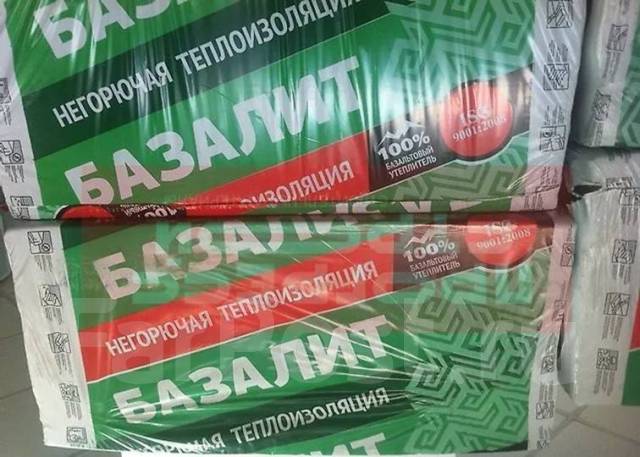 БАЗАЛИТ
НЕГОРЮЧАЯ ТЕПЛОИЗОЛЯЦИЯ
БАЗАЛИТ
ТЕПЛОИЗОЛЯЦИЯ
100%
БАЗАЛЬТОВЫЙ
УТЕПЛИТЕЛЬ
ISO
9001:2008
БАЗАЛИТ
НЕГОРЮЧАЯ ТЕПЛОИЗОЛЯЦИЯ
100%
БАЗАЛЬТОВЫЙ
УТЕПЛИТЕЛЬ
ISO
9001:2008
БАЗАЛИТ
ТЕПЛОИЗОЛЯЦИЯ